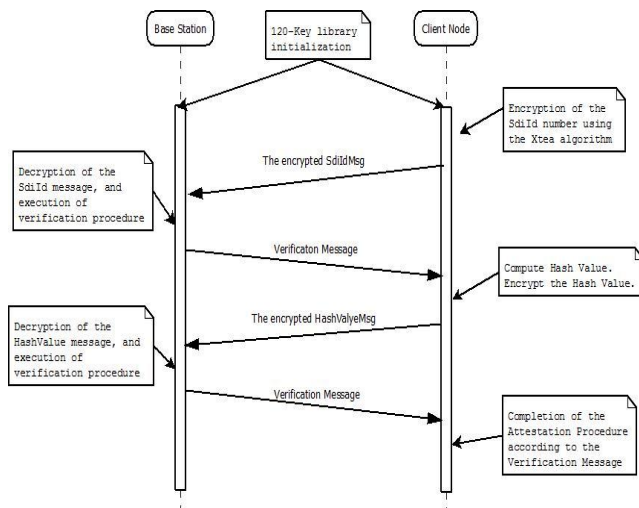 Base Station
120-Key library
initialization
Client Node
Encryption of the
SdiId number using
the Xtea algorithm
The encrypted SdiIdMsg
Decryption of the
SdiId message, and
execution of
verification procedure
Verificaton Message
Compute Hash Value.
Encrypt the Hash Value.
The encrypted HashValyeMsg
Decryption of the
HashValue message, and
execution of
verification procedure
Verification Message
Completion of the
Attestation Procedure
according to the
Verification Message